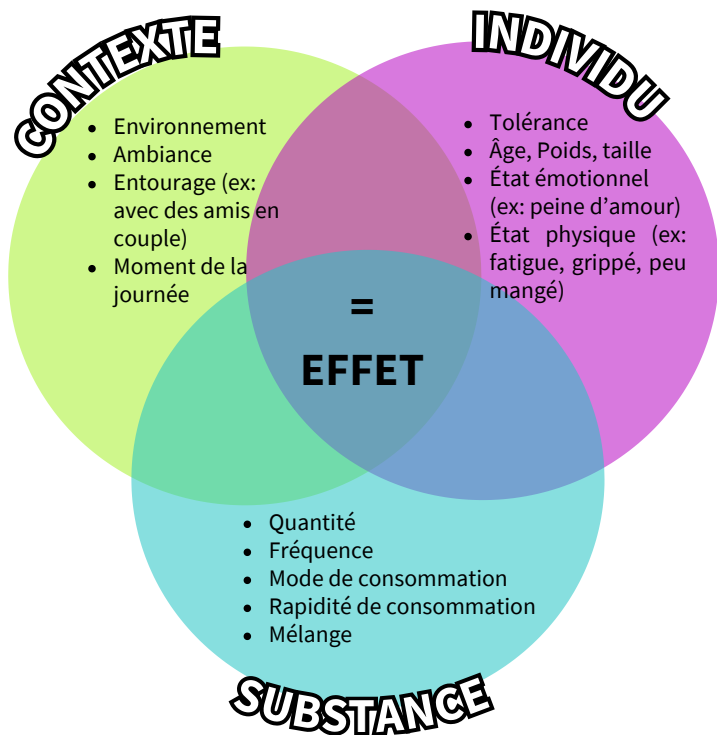 CONTEXTE
• Environnement
• Ambiance
• Entourage (ex:
avec des amis en
couple)
• Moment de la
journée
INDIVIDU
• Tolérance
• Âge, Poids, taille
• État émotionnel
(ex: peine d’amour)
• État physique (ex:
fatigue, grippé, peu
mangé)
=
EFFET
• Quantité
• Fréquence
• Mode de consommation
• Rapidité de consommation
• Mélange
SUBSTANCE